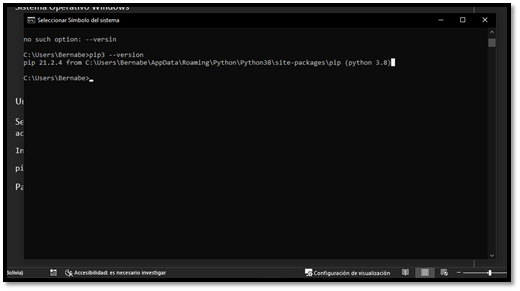 Sistema Operativo Windows
Seleccionar Símbolo del sistema
no such option: --versin
C:\Users\Bernabe>pip3 --version
pip 21.2.4 from C:\Users\Bernabe\AppData\Roaming\Python\Python38\site-packages\pip (python 3.8)
C:\Users\Bernabe>
Un
Se
ac
In
pi
Pa
Bolivia)
Accesibilidad: es necesario investigar
Configuración de visualización